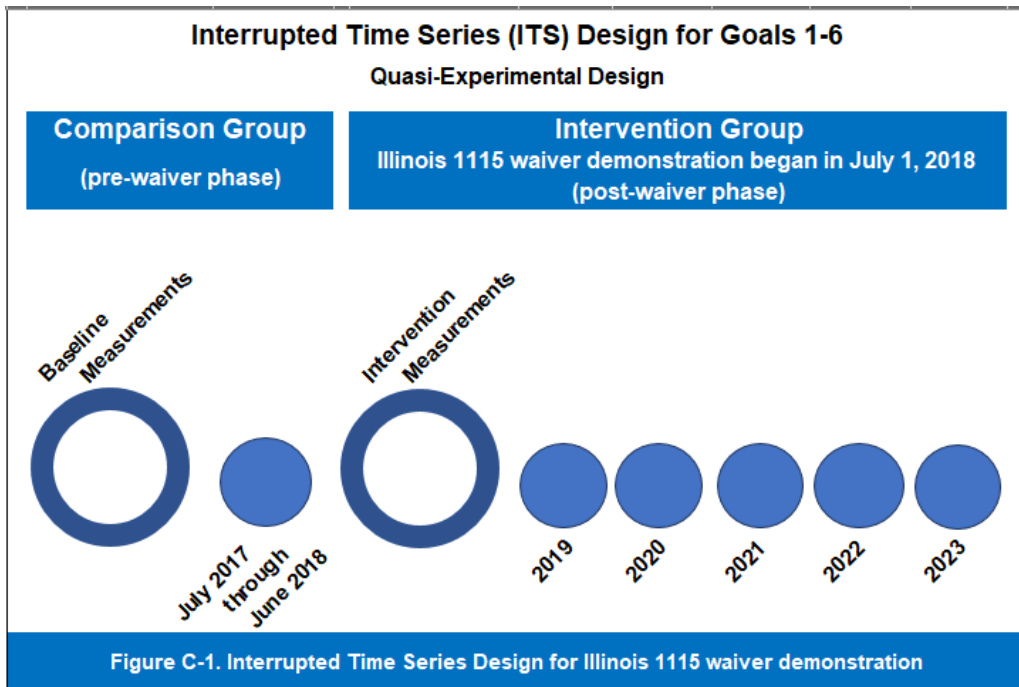 Interrupted Time Series (ITS) Design for Goals 1-6
Quasi-Experimental Design
Comparison Group
(pre-waiver phase)
Intervention Group
Illinois 1115 waiver demonstration began in July 1, 2018
(post-waiver phase)
Baseline
Measurements
Intervention
Measurements
July 2017
through
June 2018
2019
2020
2021
2022
2023
Figure C-1. Interrupted Time Series Design for Illinois 1115 waiver demonstration